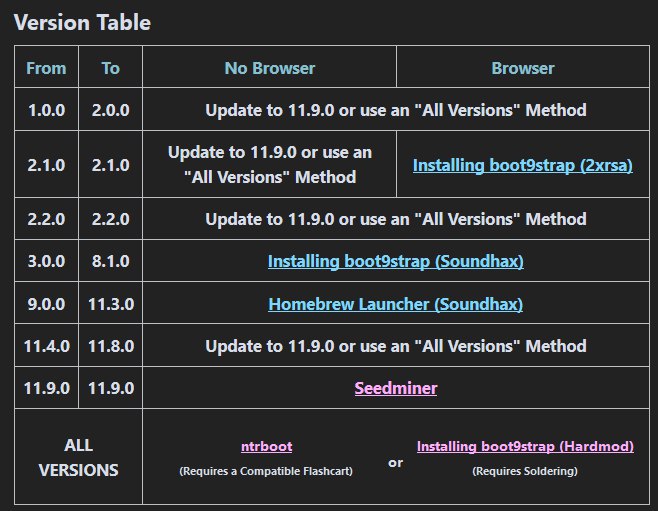 Version Table
From To No Browser Browser
1.0.0 2.0.0 Update to 11.9.0 or use an "All Versions" Method
2.1.0 2.1.0 Update to 11.9.0 or use an
"All Versions" Method Installing boot9strap (2xrsa)
2.2.0 2.2.0 Update to 11.9.0 or use an "All Versions" Method
3.0.0 8.1.0 Installing boot9strap (Soundhax)
9.0.0 11.3.0 Homebrew Launcher (Soundhax)
11.4.0 11.8.0 Update to 11.9.0 or use an "All Versions" Method
11.9.0 11.9.0 Seedminer
ALL
VERSIONS
ntrboot
(Requires a Compatible Flashcart)
or
Installing boot9strap (Hardmod)
(Requires Soldering)